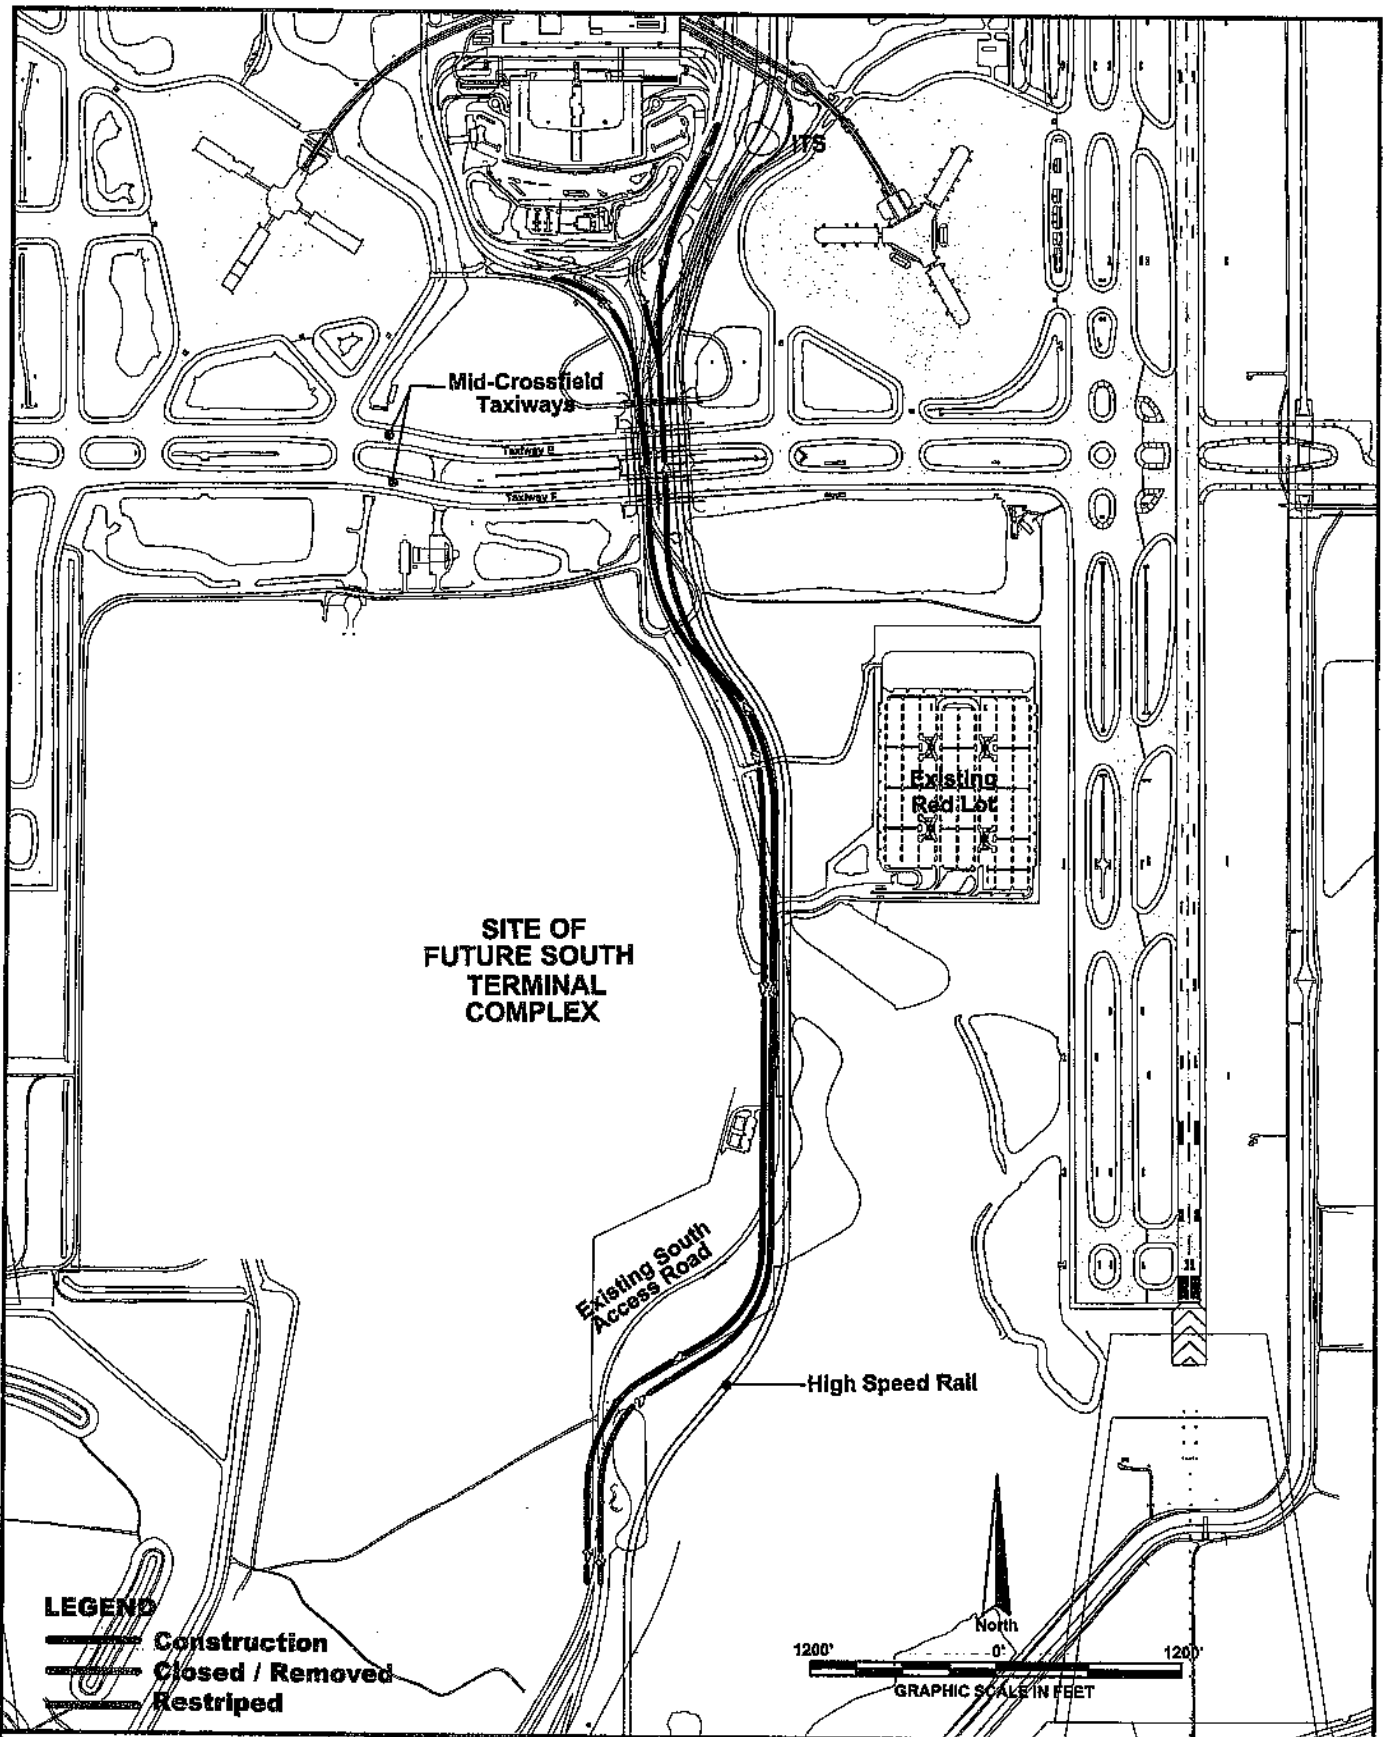 ITS
Mid-Crossfield
Taxiways
Taxiway E
Taxiway F
Existing
Red Lot
SITE OF
FUTURE SOUTH
TERMINAL
COMPLEX
Existing South
Access Road
High Speed Rail
LEGEND
Construction
Closed / Removed
Restriped
North
1200' 0' 1200'
GRAPHIC SCALE IN FEET